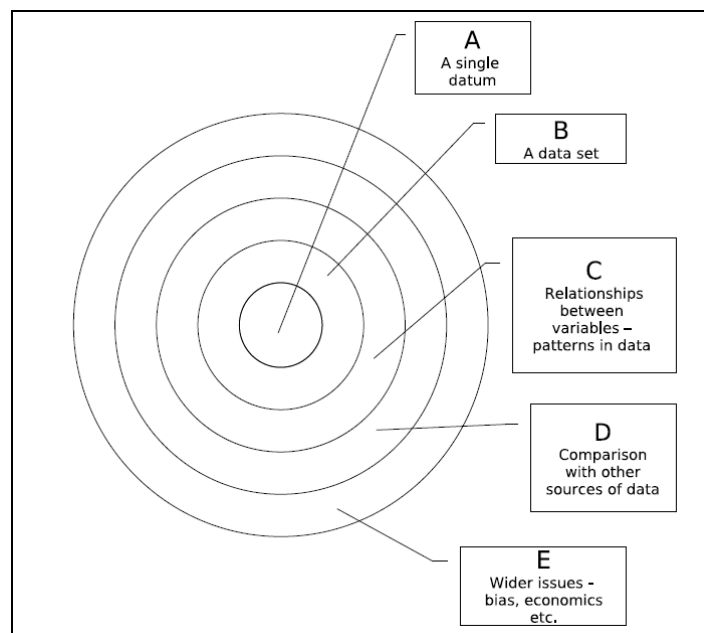 A
A single
datum
B
A data set
C
Relationships
between
variables –
patterns in data
D
Comparison
with other
sources of data
E
Wider issues -
bias, economics
etc.